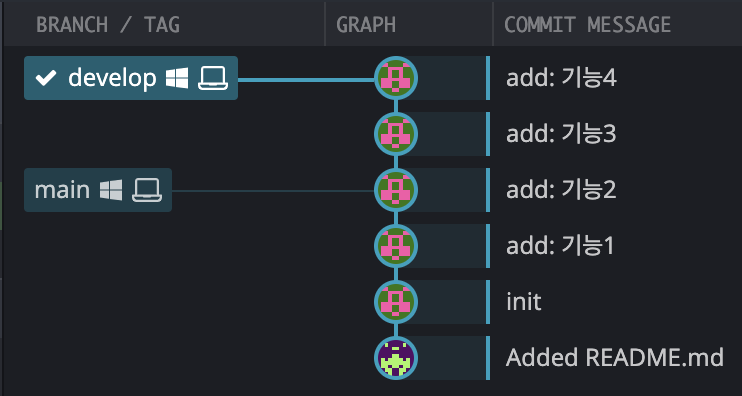 BRANCH / TAG GRAPH COMMIT MESSAGE
develop add: 기능4
add: 기능3
main add: 기능2
add: 기능1
init
Added README.md